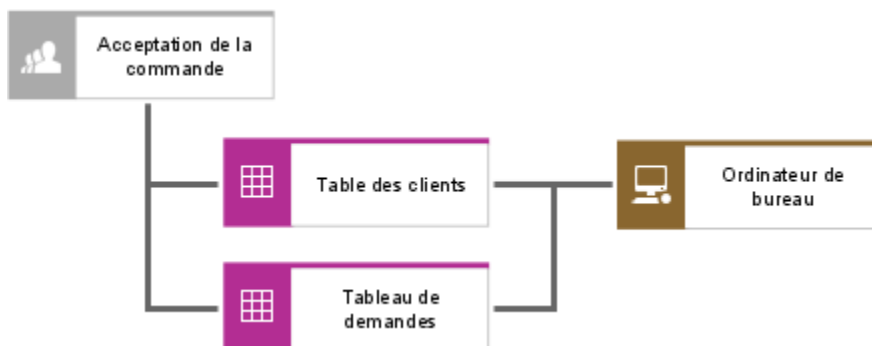 Acceptation de la
commande
Table des clients
Ordinateur de
bureau
Tableau de
demandes